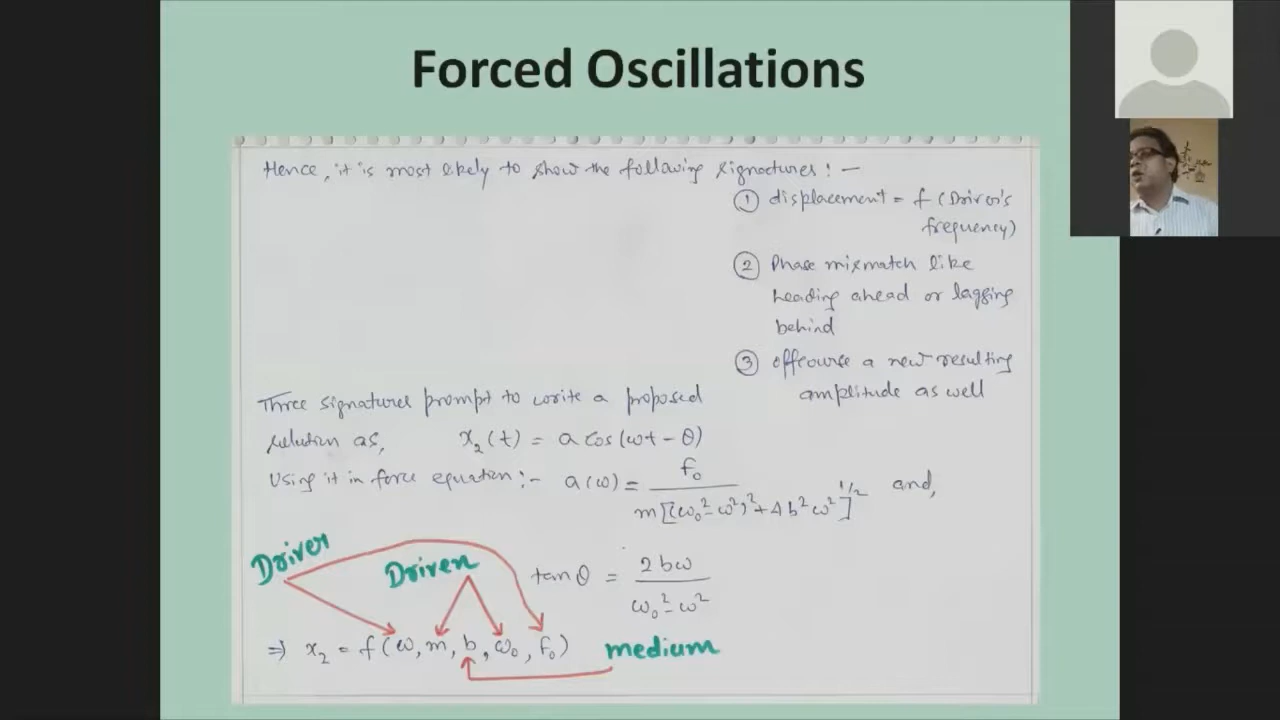 Forced Oscillations
Hence, it is most likely to show the following signatures : —
① displacement = f (Driver's
frequency)
② Phase mismatch like
heading ahead or lagging
behind
③ offcourse a new resulting
amplitude as well
Three signatures prompt to write a proposed
solution as, x₂(t) = a cos(ωt − θ)
Using it in force equation :- a(ω) = f₀ / m[(ω₀² − ω²)² + 4b²ω²]^1/2 and,
Driver
Driven
tan θ = 2bω / ω₀² − ω²
⇒ x₂ = f(ω, m, b, ω₀, f₀)
medium